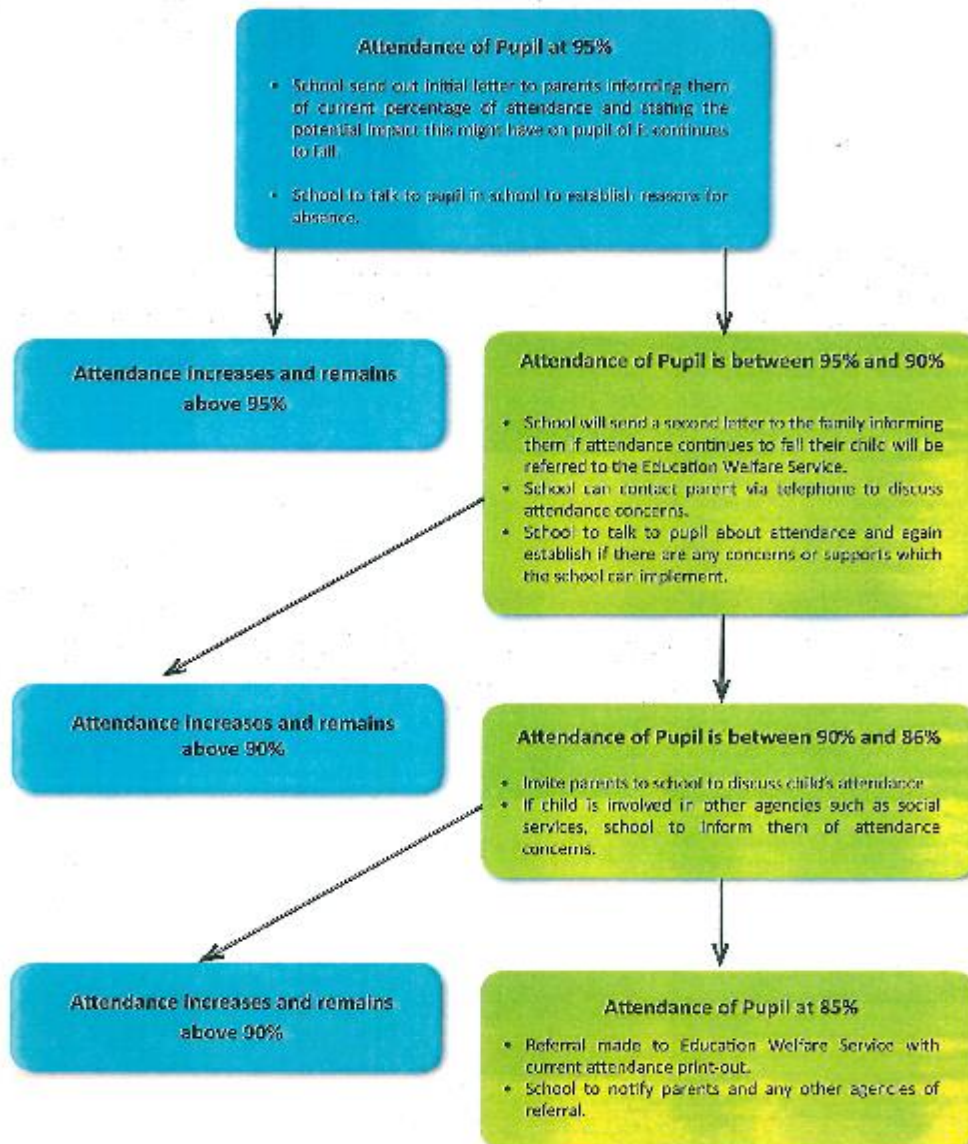 Attendance of Pupil at 95%
• School send out initial letter to parents informing them
of current percentage of attendance and stating the
potential impact this might have on pupil of it continues
to fall.
• School to talk to pupil in school to establish reasons for
absence.
Attendance increases and remains
above 95%
Attendance of Pupil is between 95% and 90%
• School will send a second letter to the family informing
them if attendance continues to fall their child will be
referred to the Education Welfare Service.
• School can contact parent via telephone to discuss
attendance concerns.
• School to talk to pupil about attendance and again
establish if there are any concerns or supports which
the school can implement.
Attendance increases and remains
above 90%
Attendance of Pupil is between 90% and 86%
• Invite parents to school to discuss child's attendance
• If child is involved in other agencies such as social
services, school to inform them of attendance
concerns.
Attendance increases and remains
above 90%
Attendance of Pupil at 85%
• Referral made to Education Welfare Service with
current attendance print-out.
• School to notify parents and any other agencies of
referral.